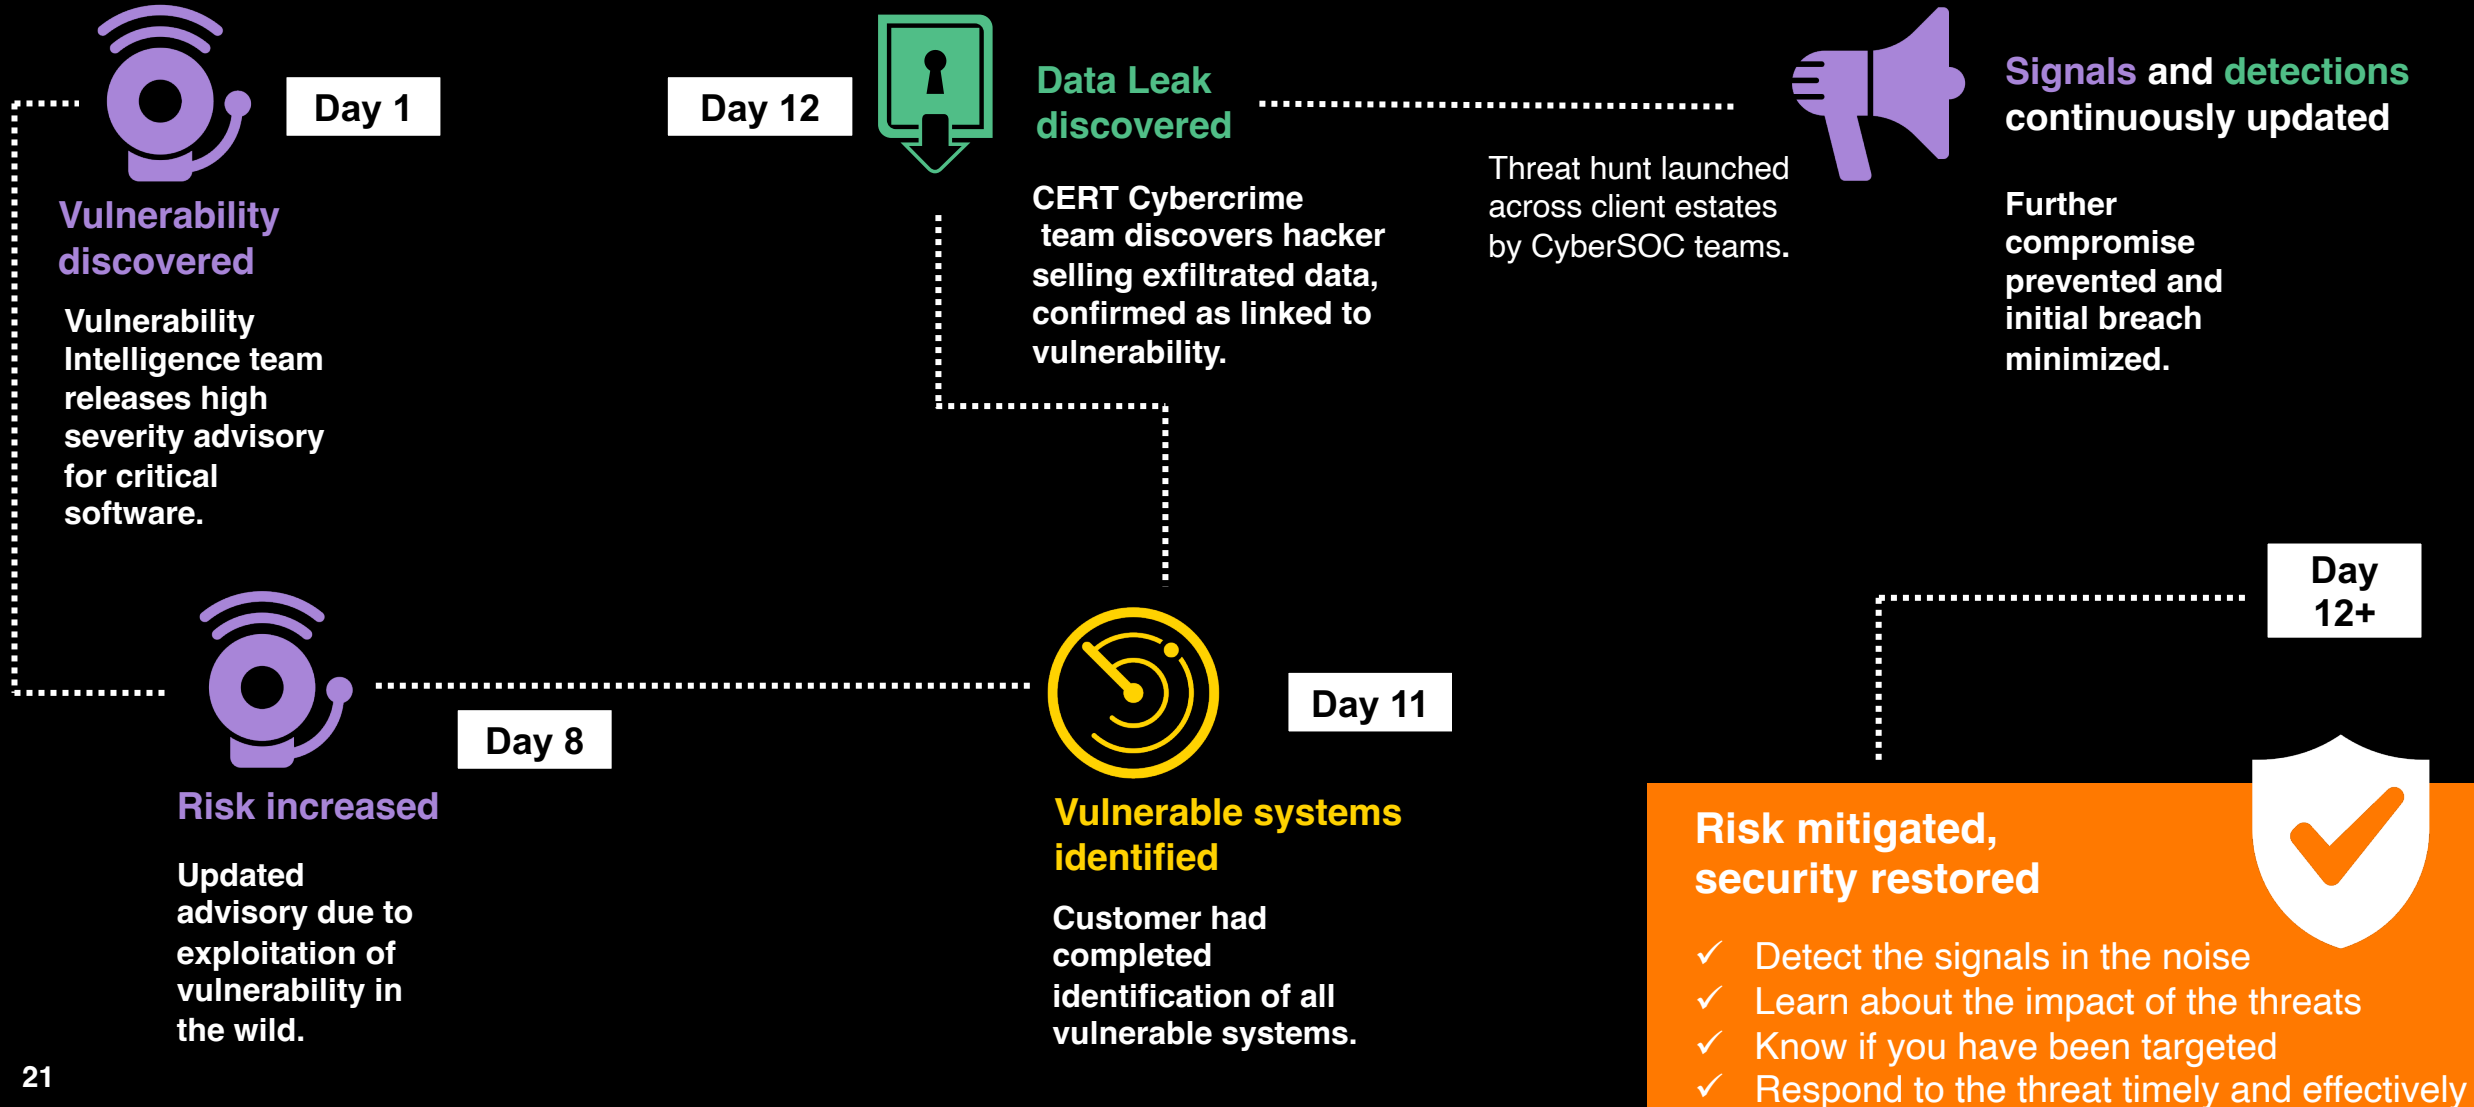 Day 1
Vulnerability
discovered
Vulnerability
Intelligence team
releases high
severity advisory
for critical
software.
Risk increased
Day 8
Updated
advisory due to
exploitation of
vulnerability in
the wild.
Day 11
Vulnerable systems
identified
Customer had
completed
identification of all
vulnerable systems.
Day 12
Data Leak
discovered
CERT Cybercrime
team discovers hacker
selling exfiltrated data,
confirmed as linked to
vulnerability.
Threat hunt launched
across client estates
by CyberSOC teams.
Signals and detections
continuously updated
Further
compromise
prevented and
initial breach
minimized.
Day
12+
Risk mitigated,
security restored
✓ Detect the signals in the noise
✓ Learn about the impact of the threats
✓ Know if you have been targeted
✓ Respond to the threat timely and effectively
21